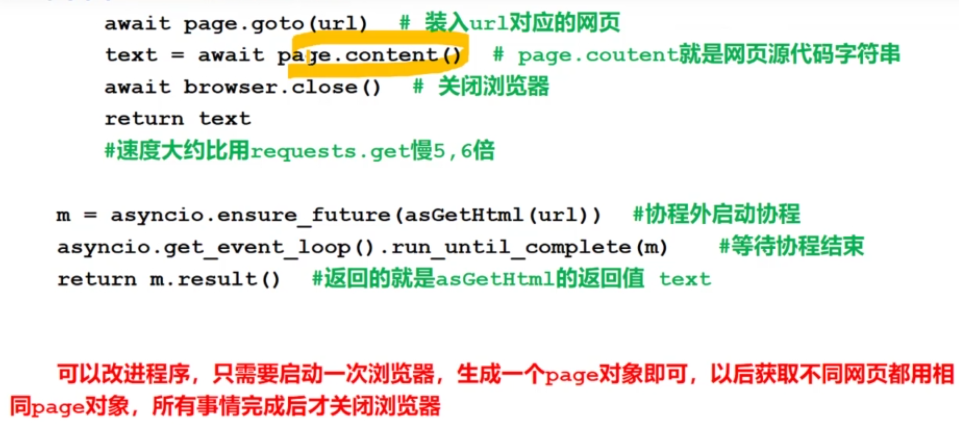 await page.goto(url)  # 装入url对应的网页
text = await page.content()  # page.coutent就是网页源代码字符串
await browser.close()  # 关闭浏览器
return text
#速度大约比用requests.get慢5,6倍
m = asyncio.ensure_future(asGetHtml(url))  #协程外启动协程
asyncio.get_event_loop().run_until_complete(m)  #等待协程结束
return m.result()  #返回的就是asGetHtml的返回值 text
可以改进程序，只需要启动一次浏览器，生成一个page对象即可，以后获取不同网页都用相
同page对象，所有事情完成后才关闭浏览器